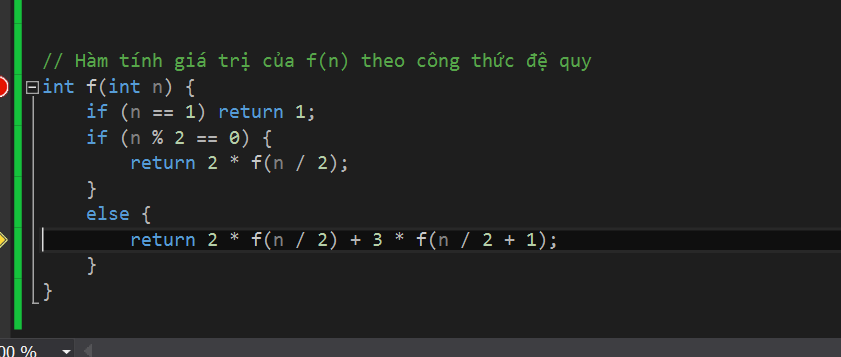 // Hàm tính giá trị của f(n) theo công thức đệ quy
int f(int n) {
    if (n == 1) return 1;
    if (n % 2 == 0) {
        return 2 * f(n / 2);
    }
    else {
        return 2 * f(n / 2) + 3 * f(n / 2 + 1);
    }
}
00 %